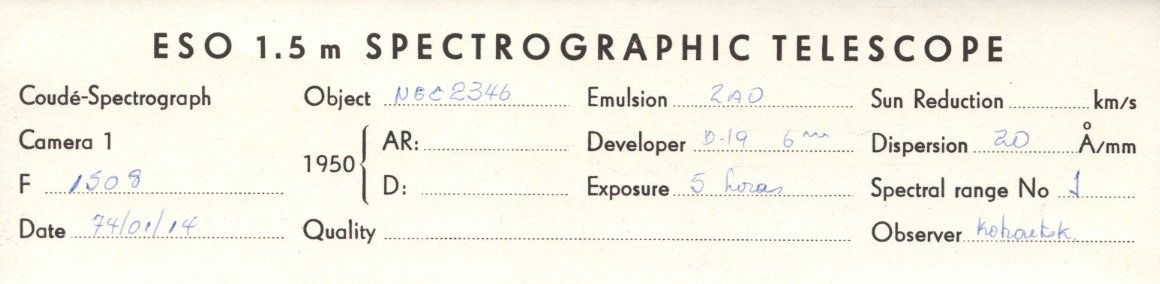 ESO 1.5 m SPECTROGRAPHIC TELESCOPE
Coudé-Spectrograph Object NGC 2346 Emulsion 2A0 Sun Reduction km/s
Camera 1 1950 AR: Developer D-19 6m Dispersion 20 Å/mm
F 1508 D: Exposure 5 horas Spectral range No 1
Date 74/01/14 Quality Observer